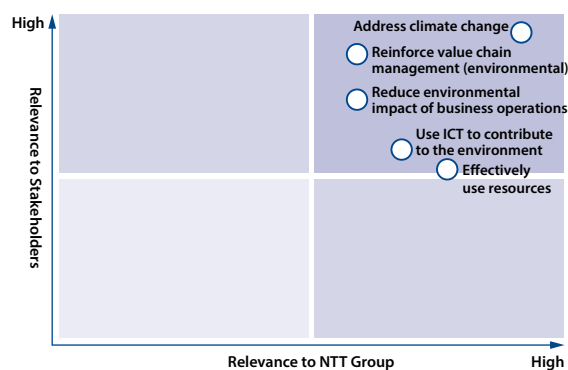 High
Address climate change
Reinforce value chain
management (environmental)
Reduce environmental
impact of business operations
Use ICT to contribute
to the environment
Effectively
use resources
Relevance to Stakeholders
Relevance to NTT Group
High